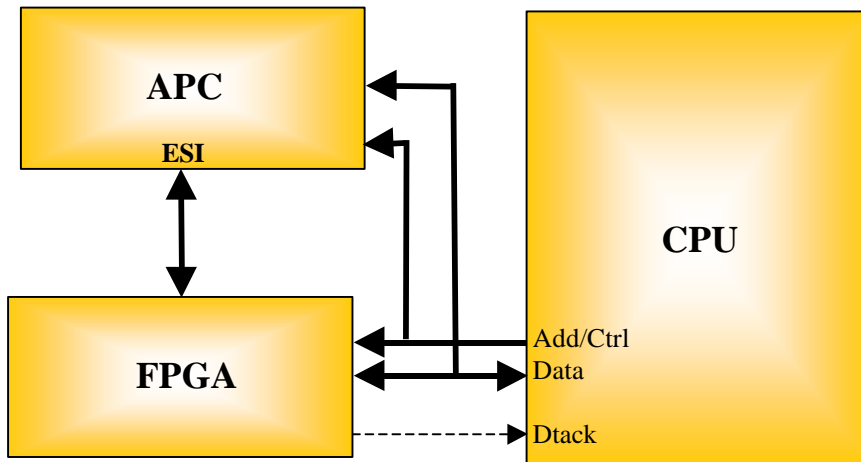 APC
ESI
CPU
Add/Ctrl
FPGA
Data
Dtack